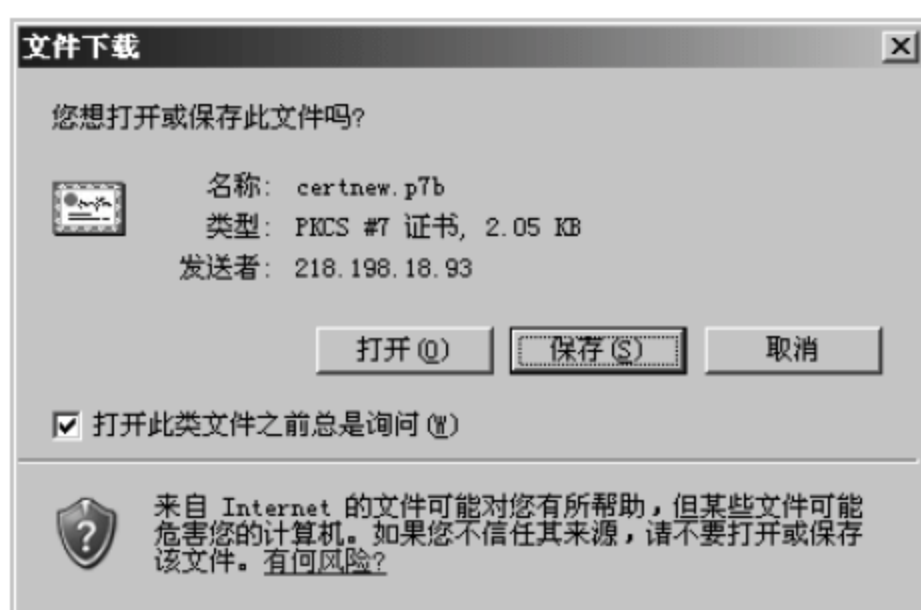 文件下载
您想打开或保存此文件吗?
名称: certnew.p7b
类型: PKCS #7 证书, 2.05 KB
发送者: 218.198.18.93
打开(O) 保存(S) 取消
打开此类文件之前总是询问(W)
来自 Internet 的文件可能对您有所帮助，但某些文件可能
危害您的计算机。如果您不信任其来源，请不要打开或保存
该文件。有何风险?